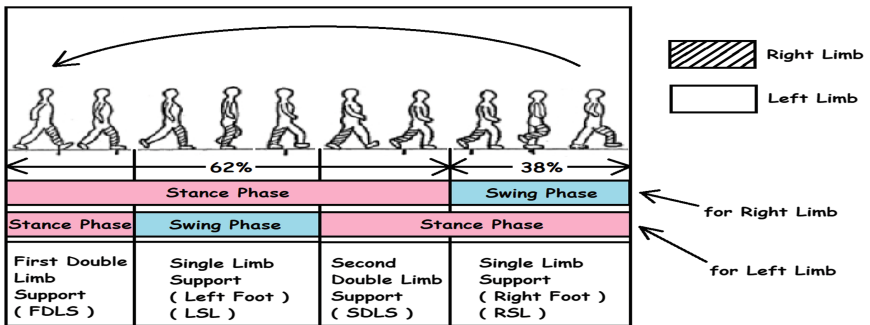 Right Limb
Left Limb
62%
38%
Stance Phase
Swing Phase
for Right Limb
Stance Phase
Swing Phase
Stance Phase
for Left Limb
First Double
Limb
Support
( FDLS )
Single Limb
Support
( Left Foot )
( LSL )
Second
Double Limb
Support
( SDLS )
Single Limb
Support
( Right Foot )
( RSL )